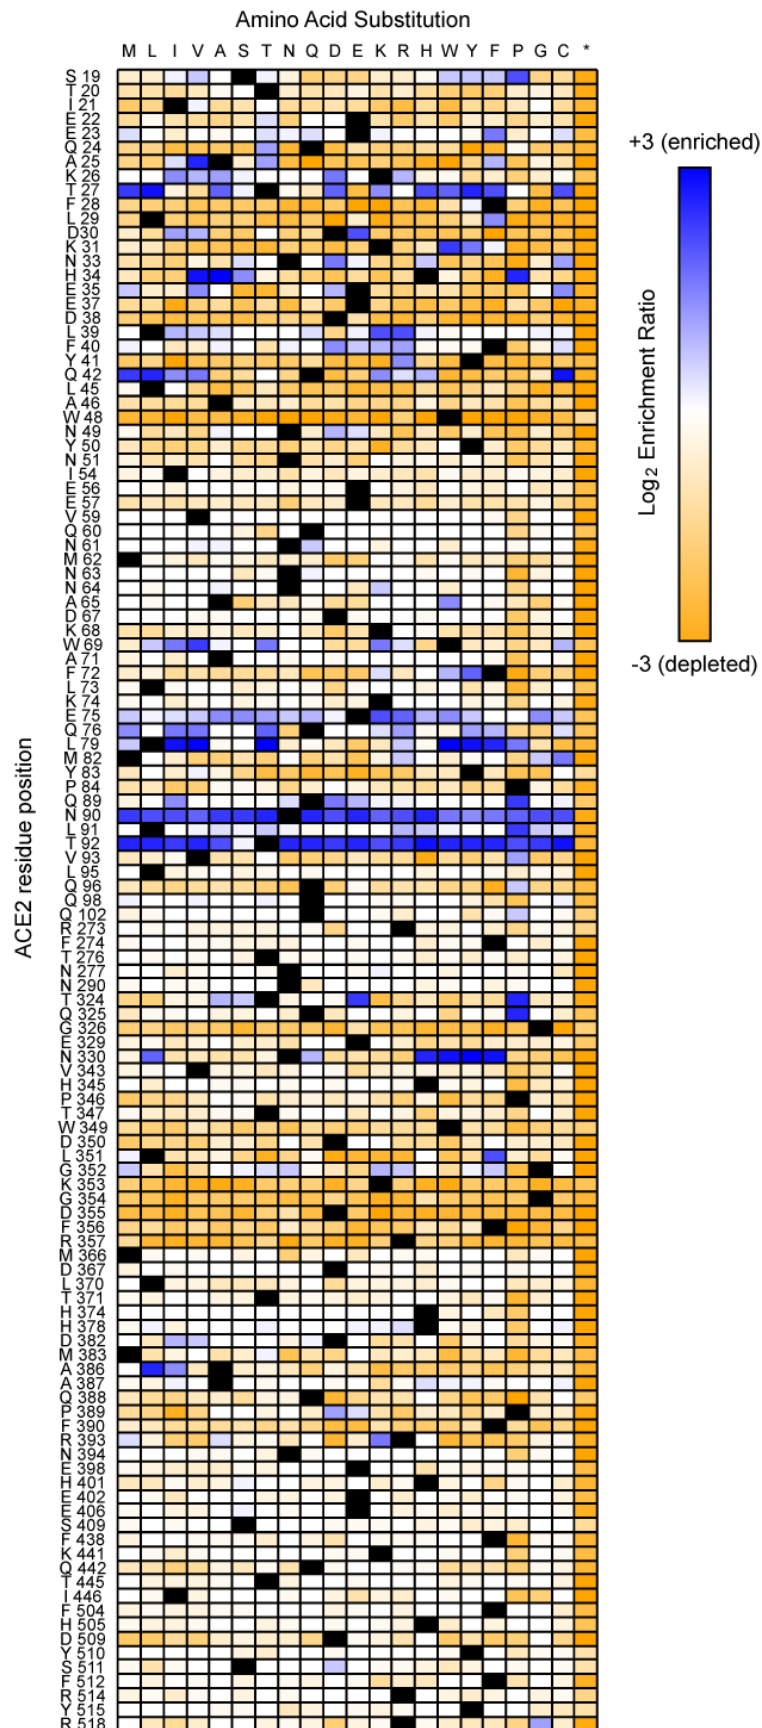 Amino Acid Substitution
M L I V A S T N Q D E K R H W Y F P G C *
S 19
T 20
I 21
E 22
E 23
Q 24
A 25
K 26
T 27
F 28
L 29
D30
K 31
N 33
H 34
E 35
E 37
D 38
L 39
F 40
Y 41
Q 42
L 45
A 46
W 48
N 49
Y 50
N 51
I 54
E 56
E 57
V 59
Q 60
N 61
M 62
N 63
N 64
A 65
D 67
K 68
W 69
A 71
F 72
L 73
K 74
E 75
Q 76
L 79
M 82
Y 83
P 84
Q 89
N 90
L 91
T 92
V 93
L 95
Q 96
Q 98
Q 102
R 273
F 274
T 276
N 277
N 290
T 324
Q 325
G 326
E 329
N 330
V 343
H 345
P 346
T 347
W 349
D 350
L 351
G 352
K 353
G 354
D 355
F 356
R 357
M 366
D 367
L 370
T 371
H 374
H 378
D 382
M 383
A 386
A 387
Q 388
P 389
F 390
R 393
N 394
E 398
H 401
E 402
E 406
S 409
F 438
K 441
Q 442
T 445
I 446
F 504
H 505
D 509
Y 510
S 511
F 512
R 514
Y 515
R 518
ACE2 residue position
+3 (enriched)
Log2 Enrichment Ratio
-3 (depleted)